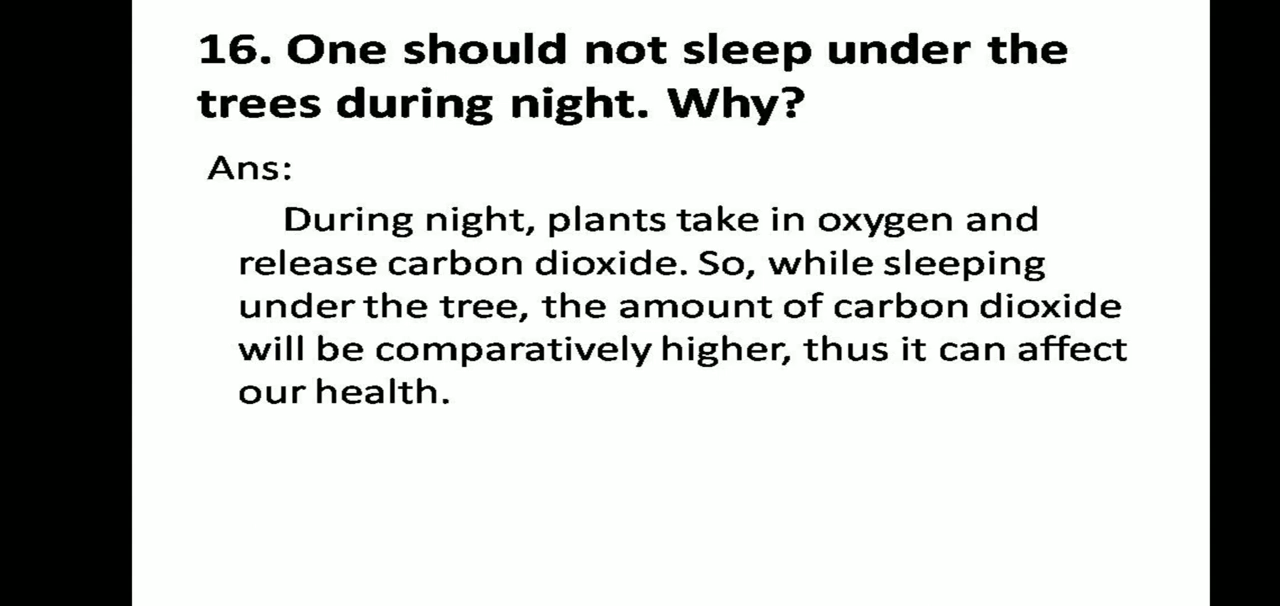 16. One should not sleep under the
trees during night. Why?
Ans:
During night, plants take in oxygen and
release carbon dioxide. So, while sleeping
under the tree, the amount of carbon dioxide
will be comparatively higher, thus it can affect
our health.